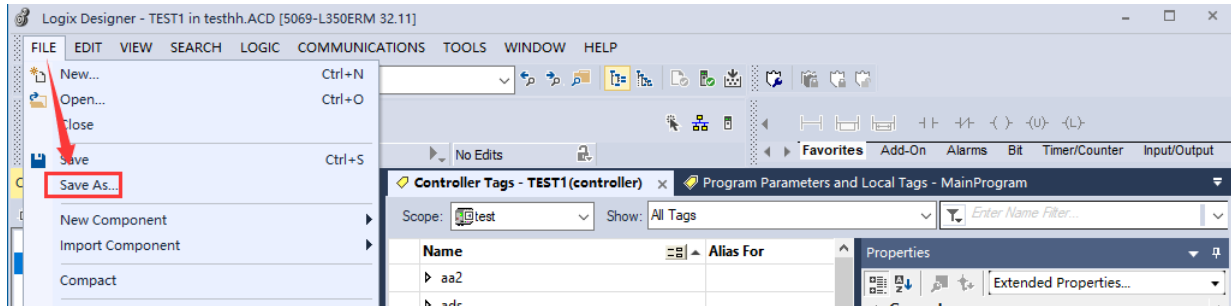 Logix Designer - TEST1 in testhh.ACD [5069-L350ERM 32.11]
FILE EDIT VIEW SEARCH LOGIC COMMUNICATIONS TOOLS WINDOW HELP
New... Ctrl+N
Open... Ctrl+O
Close
Save Ctrl+S
No Edits
Favorites Add-On Alarms Bit Timer/Counter Input/Output
Save As...
Controller Tags - TEST1(controller) Program Parameters and Local Tags - MainProgram
New Component
Scope: test Show: All Tags Enter Name Filter...
Import Component
Name Alias For Properties
Compact
aa2
Extended Properties...